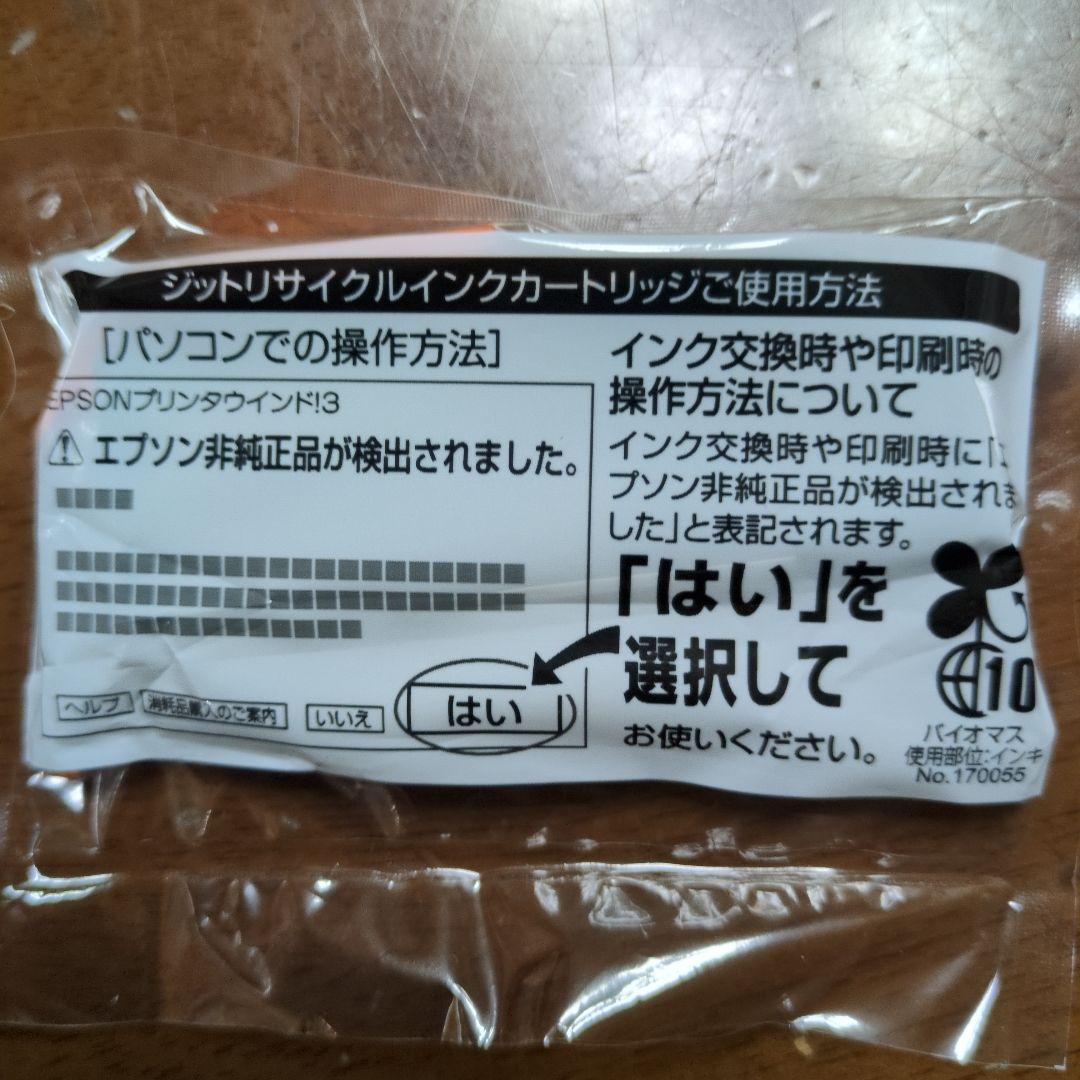 ジットリサイクルインクカートリッジご使用方法
[パソコンでの操作方法]
EPSONプリンタウインド!3
エプソン非純正品が検出されました。
ヘルプ
消耗品購入のご案内
いいえ
はい
インク交換時や印刷時の
操作方法について
インク交換時や印刷時に「エ
プソン非純正品が検出されま
した」と表記されます。
「はい」を
選択して
お使いください。
10
バイオマス
使用部位:インキ
No.170055